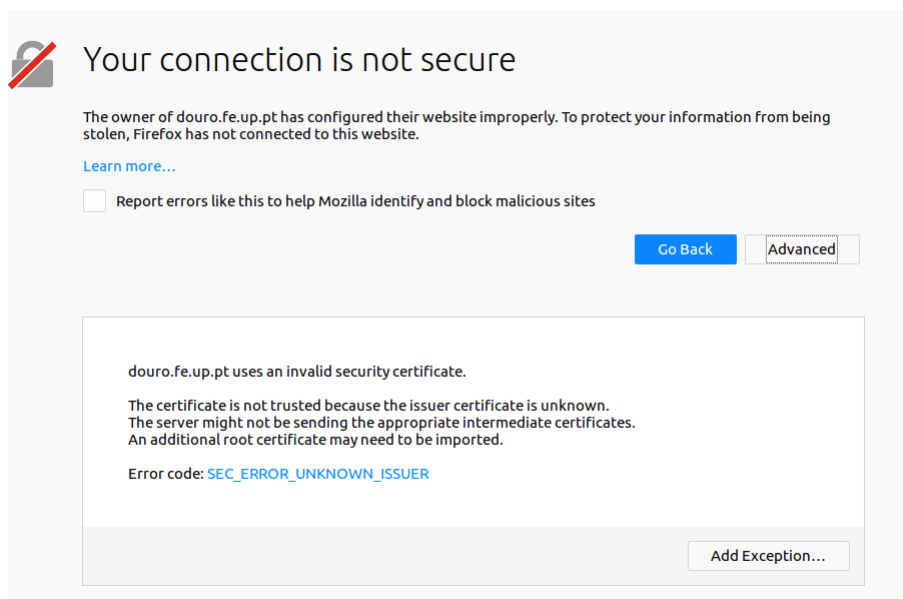 Your connection is not secure
The owner of douro.fe.up.pt has configured their website improperly. To protect your information from being
stolen, Firefox has not connected to this website.
Learn more…
Report errors like this to help Mozilla identify and block malicious sites
Go Back
Advanced
douro.fe.up.pt uses an invalid security certificate.
The certificate is not trusted because the issuer certificate is unknown.
The server might not be sending the appropriate intermediate certificates.
An additional root certificate may need to be imported.
Error code: SEC_ERROR_UNKNOWN_ISSUER
Add Exception…